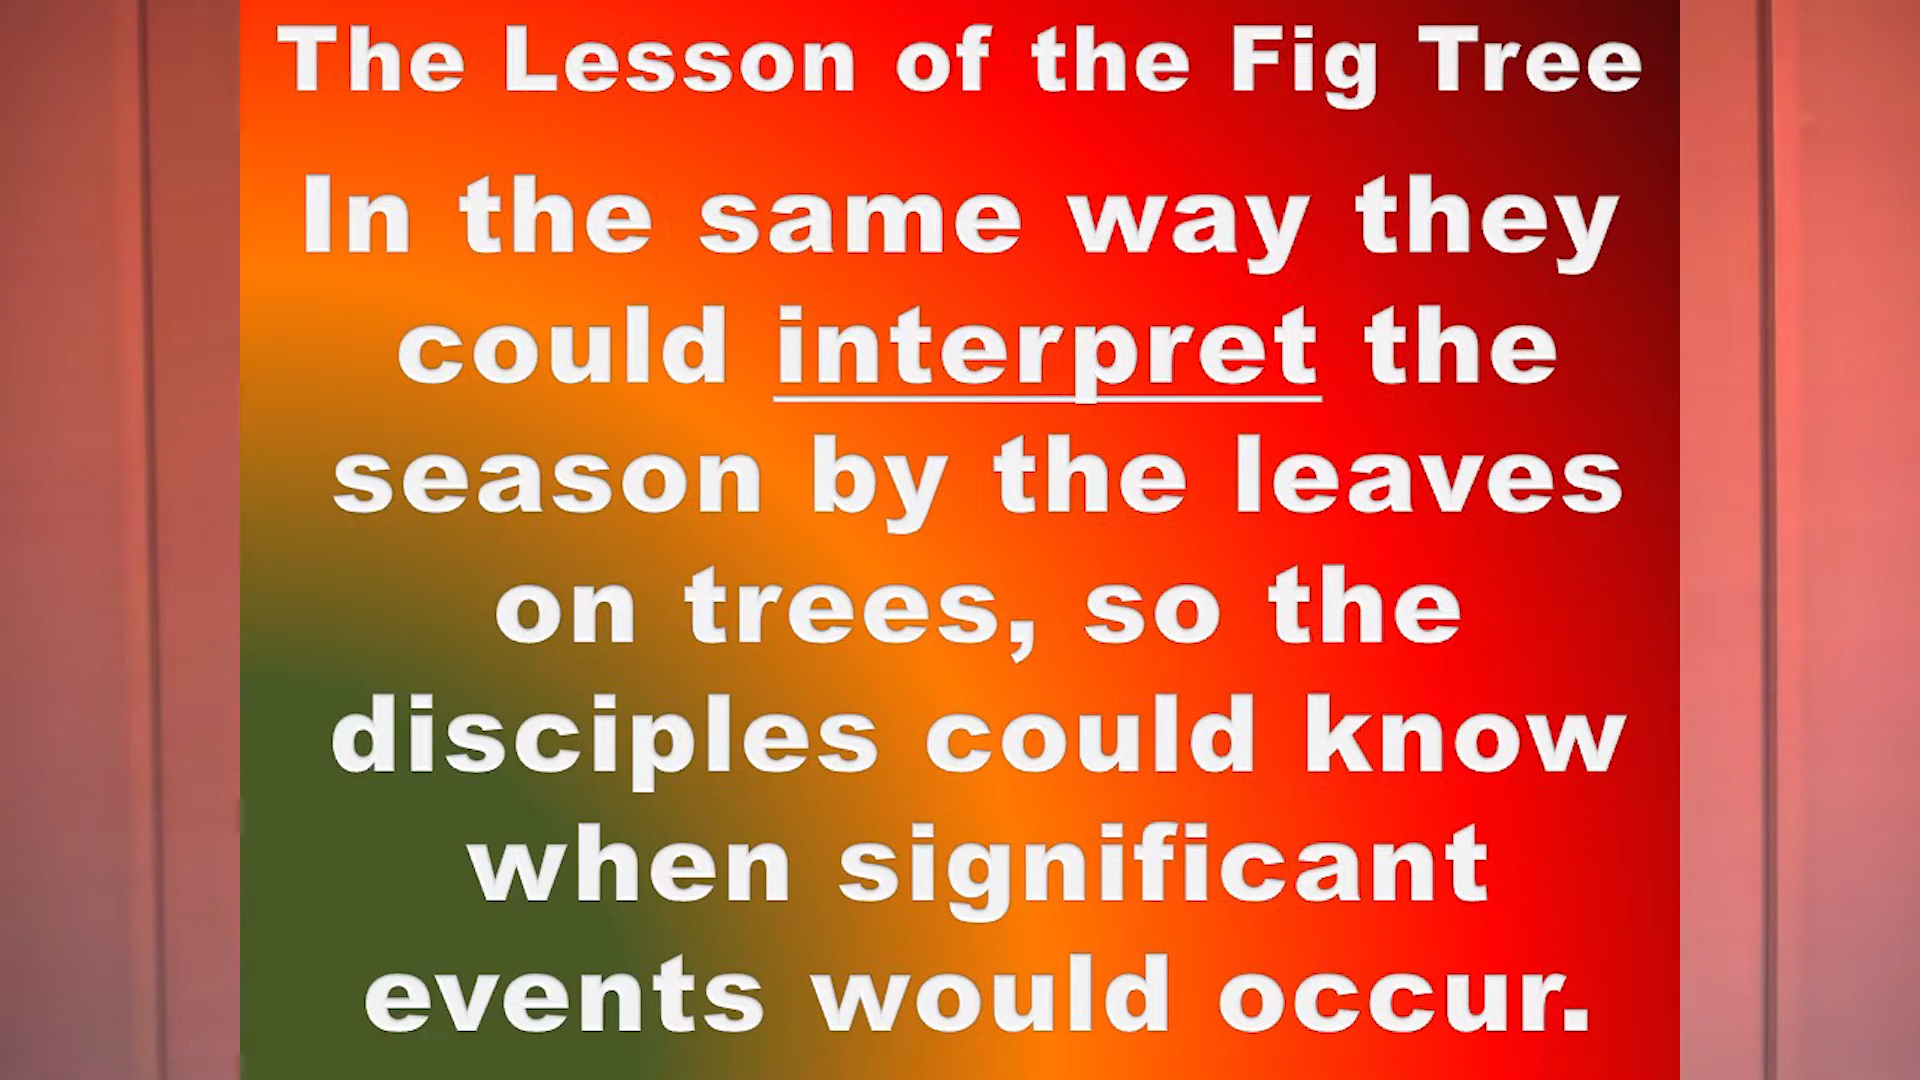 The Lesson of the Fig Tree
In the same way they
could interpret the
season by the leaves
on trees, so the
disciples could know
when significant
events would occur.